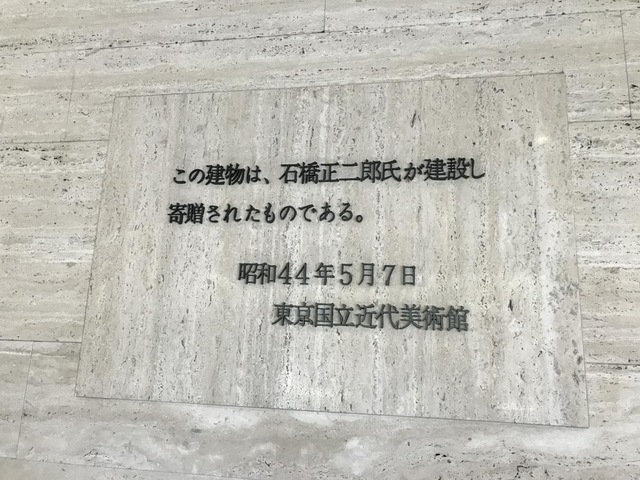 この建物は、石橋正二郎氏が建設し
寄贈されたものである。
昭和44年5月7日
東京国立近代美術館